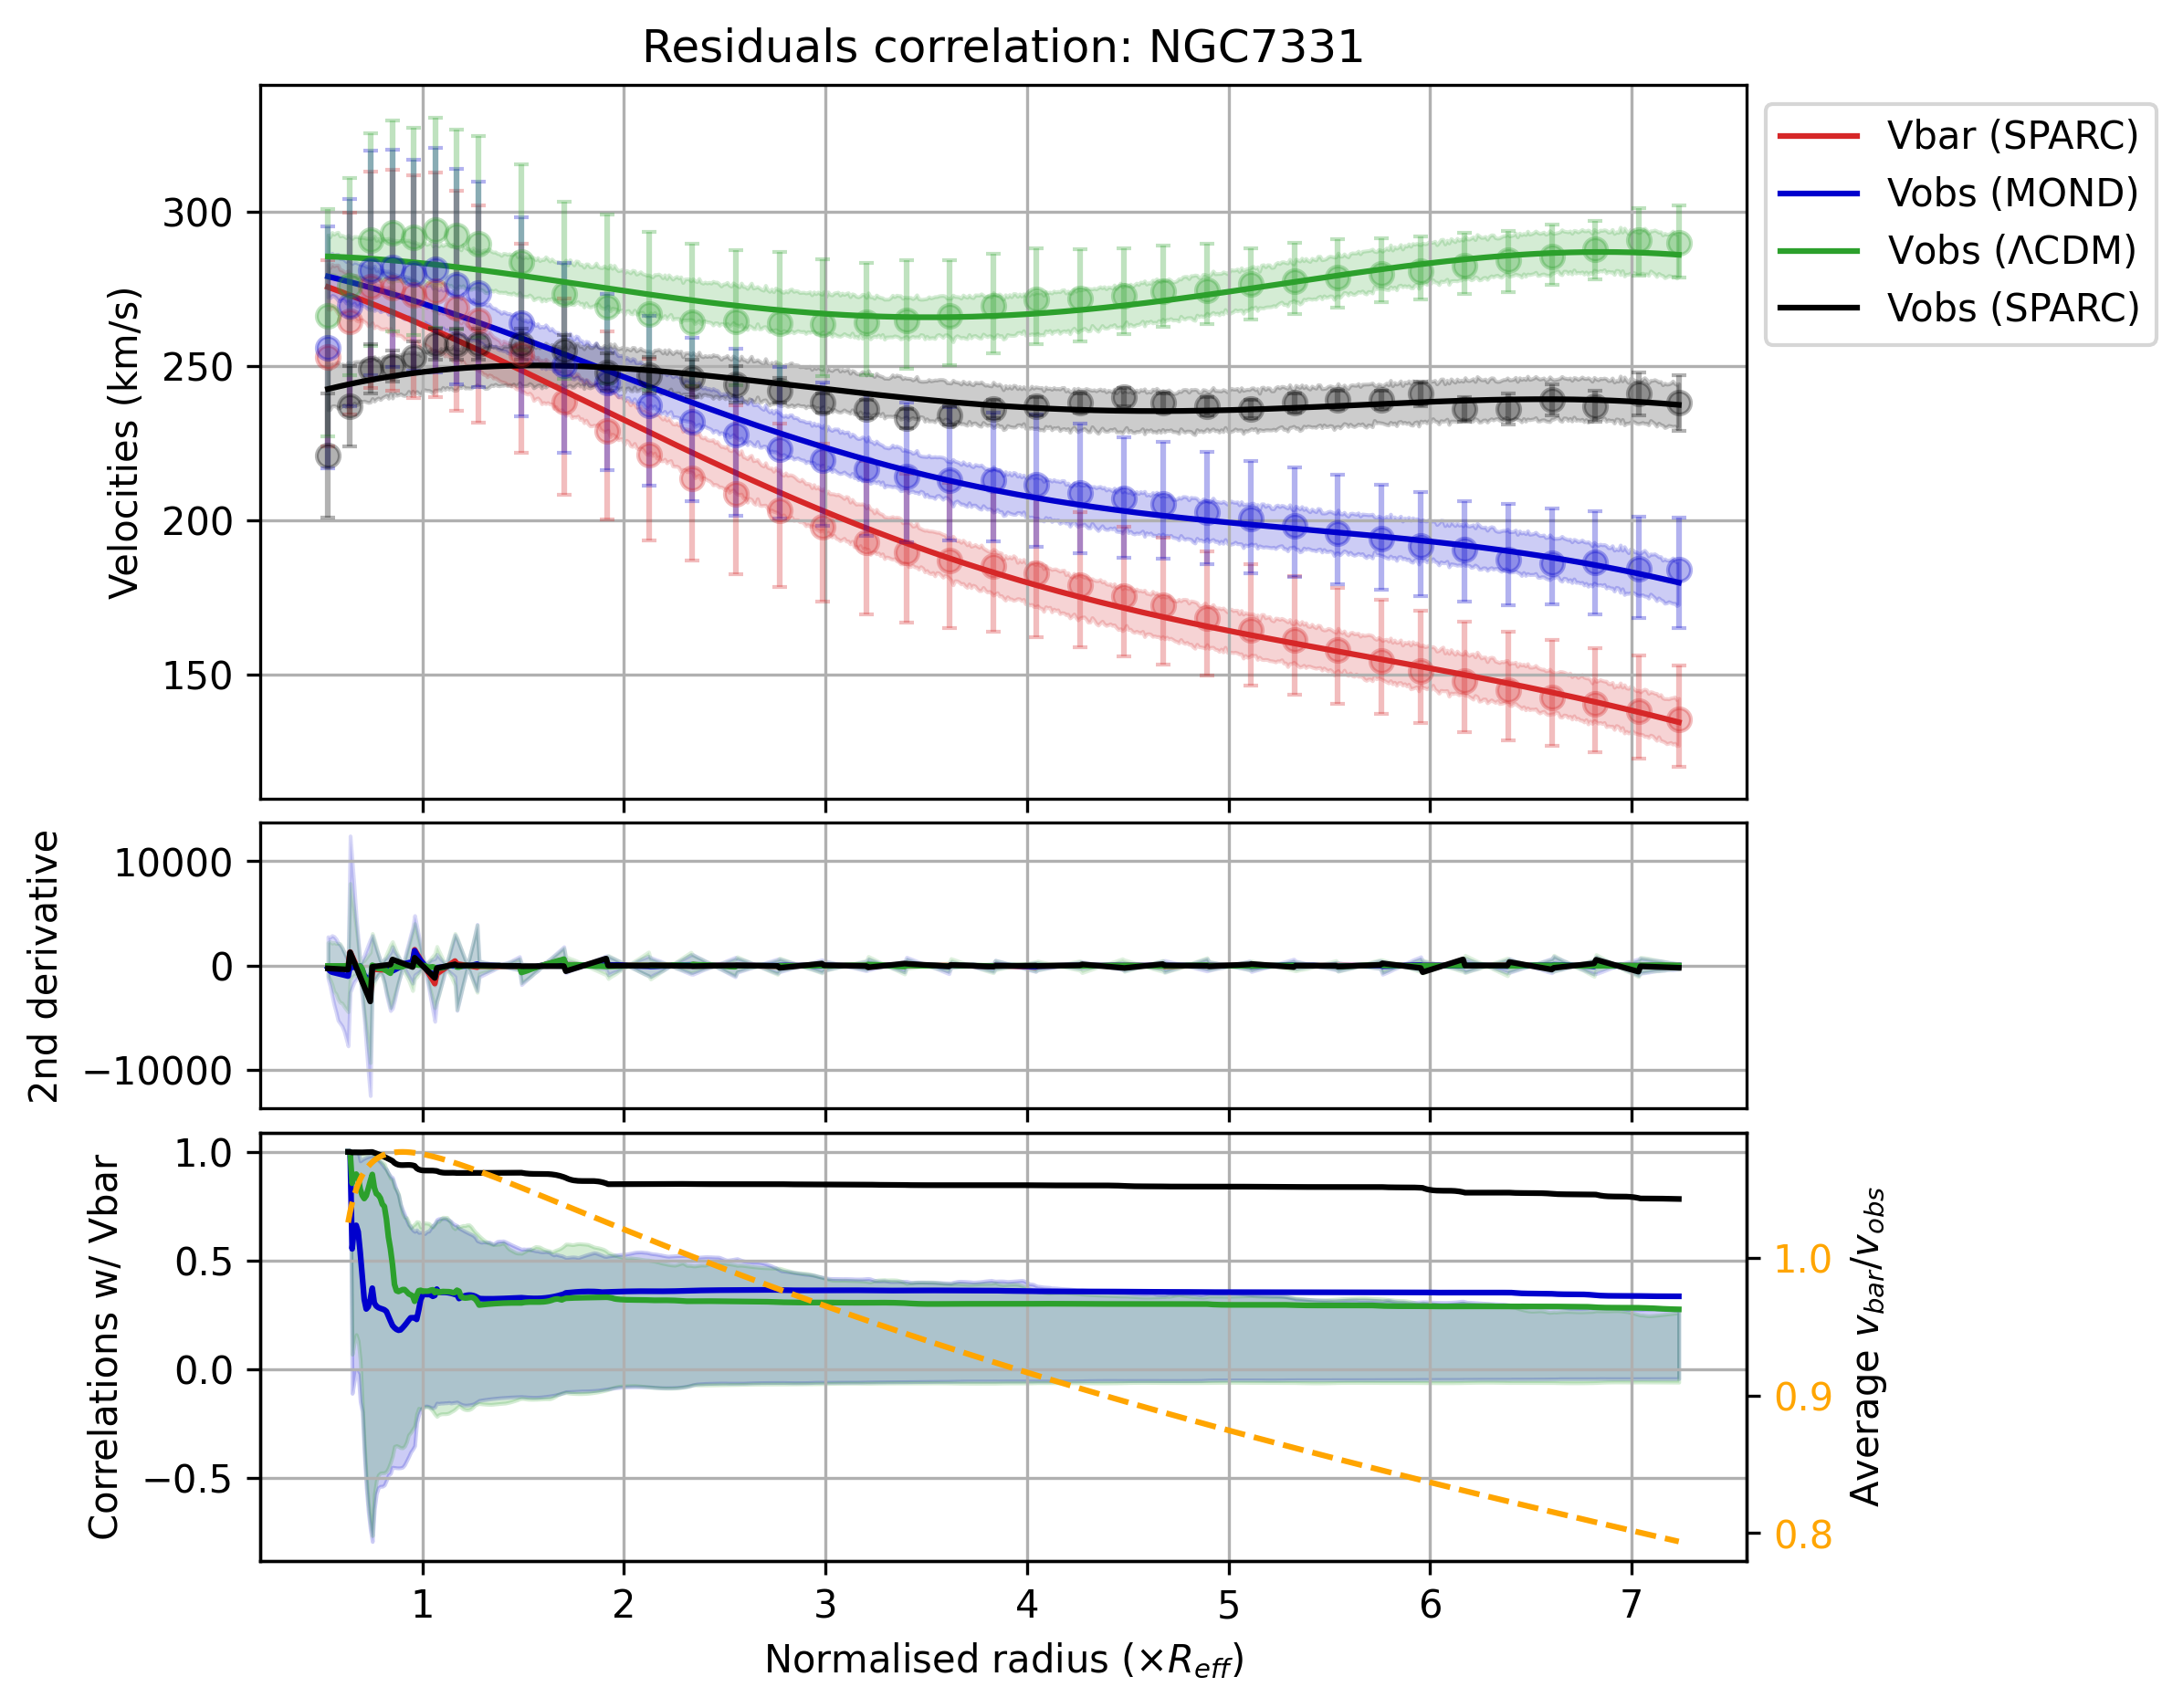 Residuals correlation: NGC7331
Vbar (SPARC)
Vobs (MOND)
Vobs (ΛCDM)
Vobs (SPARC)
Velocities (km/s)
300
250
200
150
2nd derivative
10000
0
−10000
Correlations w/ Vbar
1.0
0.5
0.0
−0.5
1.0
0.9
0.8
Average v_bar/v_obs
1 2 3 4 5 6 7
Normalised radius (×R_eff)